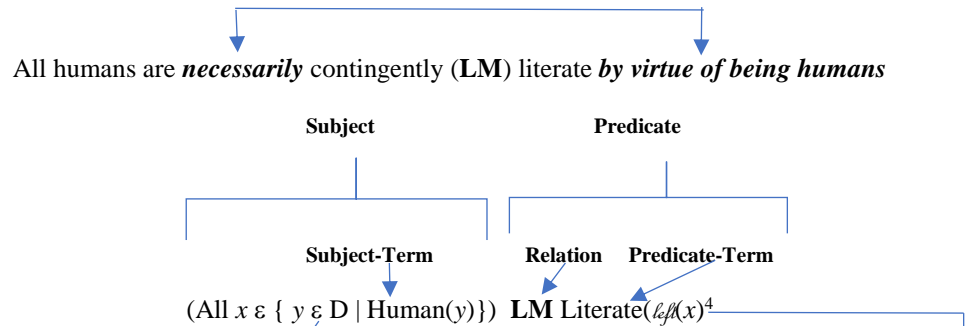 All humans are necessarily contingently (LM) literate by virtue of being humans
Subject Predicate
Subject-Term Relation Predicate-Term
(All x ε { y ε D | Human(y)}) LM Literate(left(x)⁴